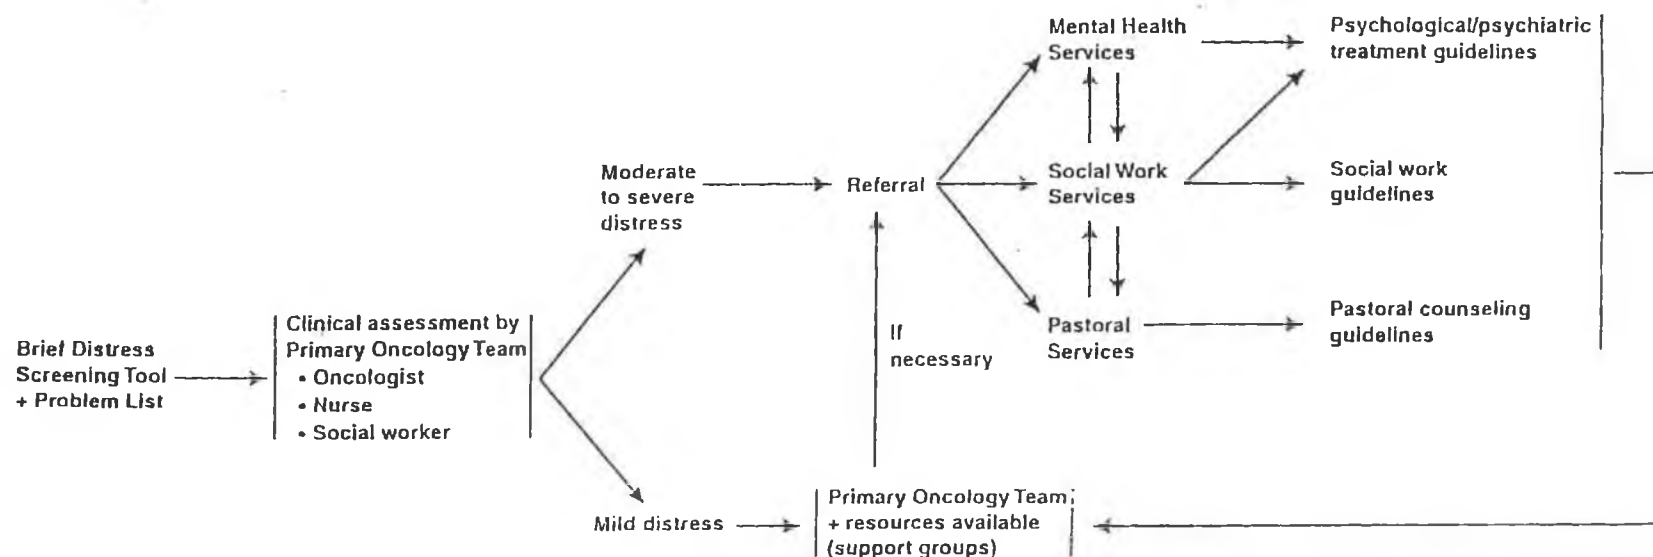 Brief Distress
Screening Tool
+ Problem List
Clinical assessment by
Primary Oncology Team
• Oncologist
• Nurse
• Social worker
Moderate
to severe
distress
Mild distress
Referral
If
necessary
Primary Oncology Team
+ resources available
(support groups)
Mental Health
Services
Social Work
Services
Pastoral
Services
Psychological/psychiatric
treatment guidelines
Social work
guidelines
Pastoral counseling
guidelines